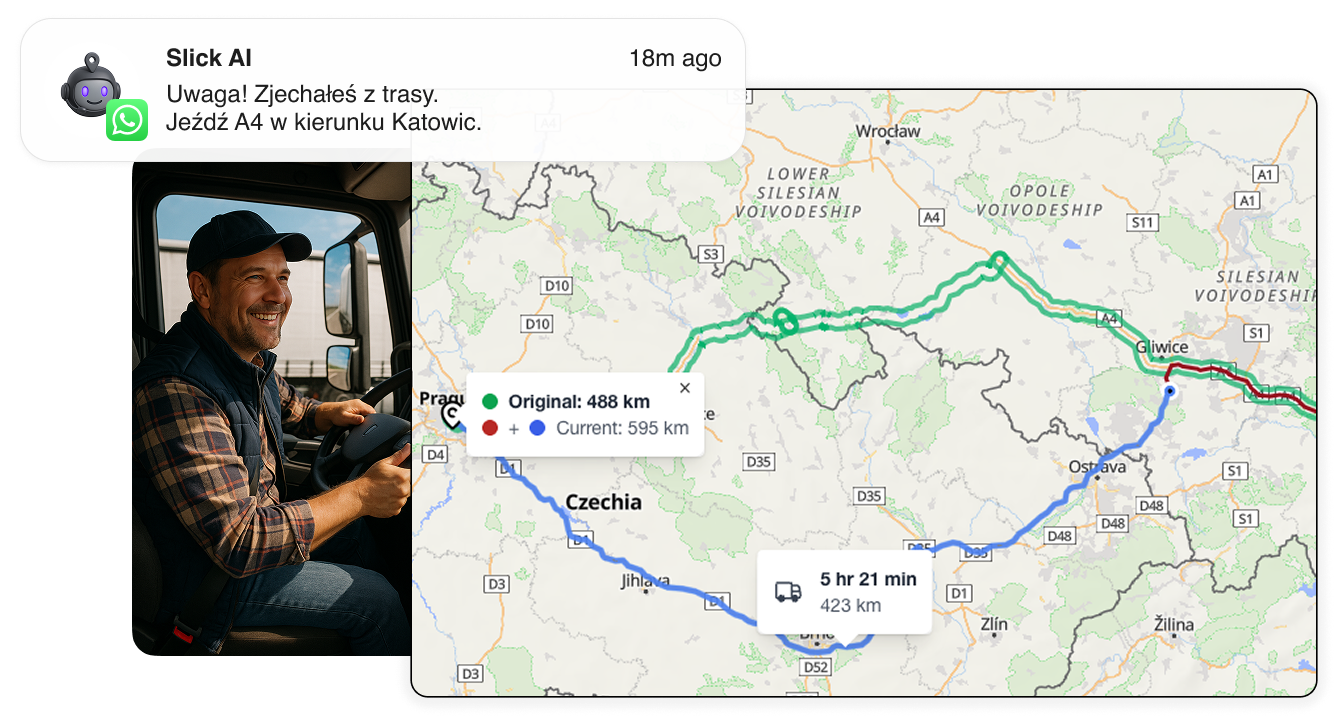 Slick AI
18m ago
Uwaga! Zjechałeś z trasy.
Jeźdź A4 w kierunku Katowic.
Wrocław
LOWER
SILESIAN
VOIVODESHIP
OPOLE
VOIVODESHIP
A1
A1
A4
S11
S3
SILESIAN
VOIVODESHIP
D10
D10
A4
S1
Gliwice
Original: 488 km
+ Current: 595 km
D4
D1
D35
Ostrava
S1
Czechia
D35
D48
D48
S1
D1
D48
D35
D35
Jihlava
D3
D1
5 hr 21 min
423 km
D1
Zlín
Žilina
Brno
D52
D3